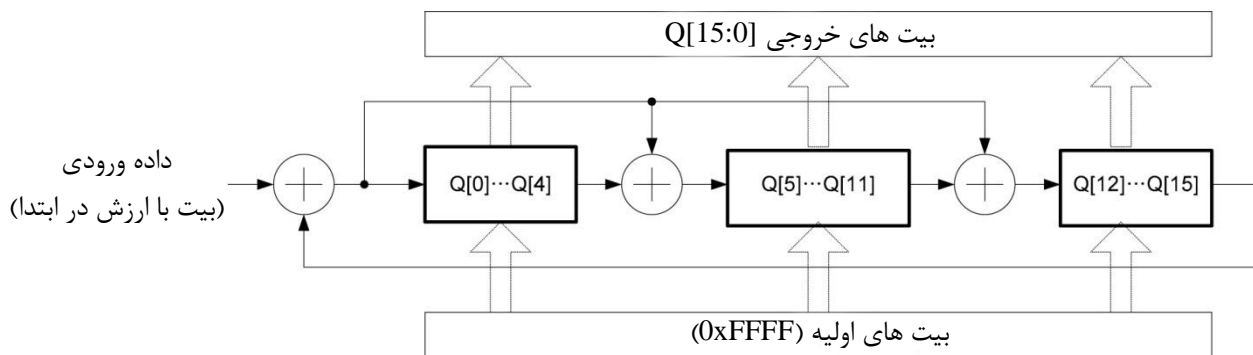 بیت های خروجی Q[15:0]
داده ورودی
(بیت با ارزش در ابتدا)
Q[0]···Q[4]
Q[5]···Q[11]
Q[12]···Q[15]
بیت های اولیه (0xFFFF)